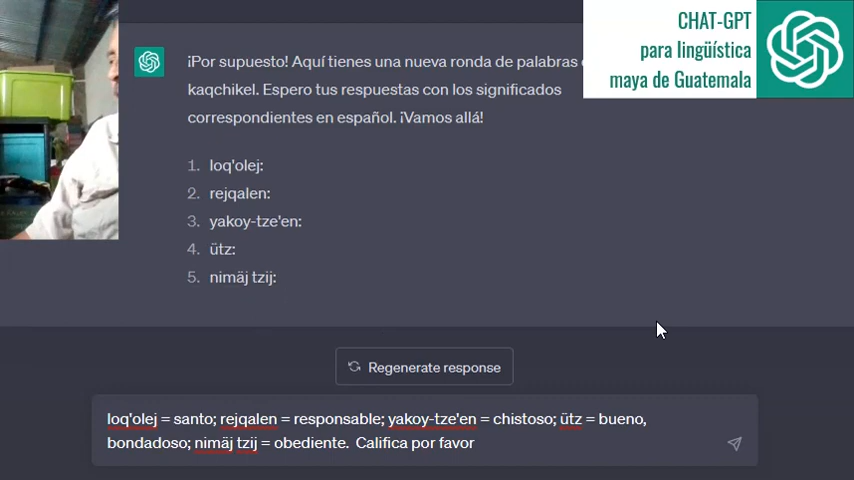 CHAT-GPT
para lingüística
maya de Guatemala
¡Por supuesto! Aquí tienes una nueva ronda de palabras
kaqchikel. Espero tus respuestas con los significados
correspondientes en español. ¡Vamos allá!
1. loq'olej:
2. rejqalen:
3. yakoy-tze'en:
4. ütz:
5. nimäj tzij:
Regenerate response
loq'olej = santo; rejqalen = responsable; yakoy-tze'en = chistoso; ütz = bueno,
bondadoso; nimäj tzij = obediente.  Califica por favor